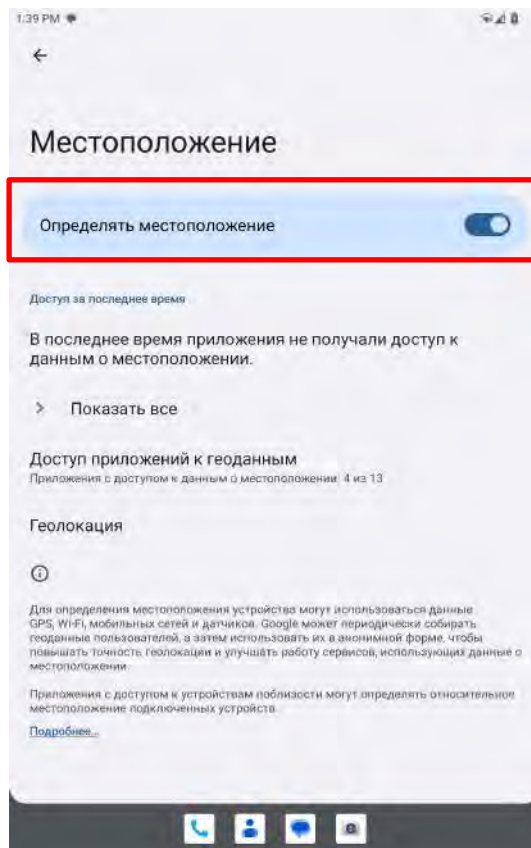 1:39 PM
Местоположение
Определять местоположение
Доступ за последнее время
В последнее время приложения не получали доступ к
данным о местоположении.
Показать все
Доступ приложений к геоданным
Приложения с доступом к данным о местоположении: 4 из 13
Геолокация
Для определения местоположения устройства могут использоваться данные
GPS, Wi-Fi, мобильных сетей и датчиков. Google может периодически собирать
геоданные пользователей, а затем использовать их в анонимной форме, чтобы
повышать точность геолокации и улучшать работу сервисов, использующих данные о
местоположении.
Приложения с доступом к устройствам поблизости могут определять относительное
местоположение подключенных устройств.
Подробнее...